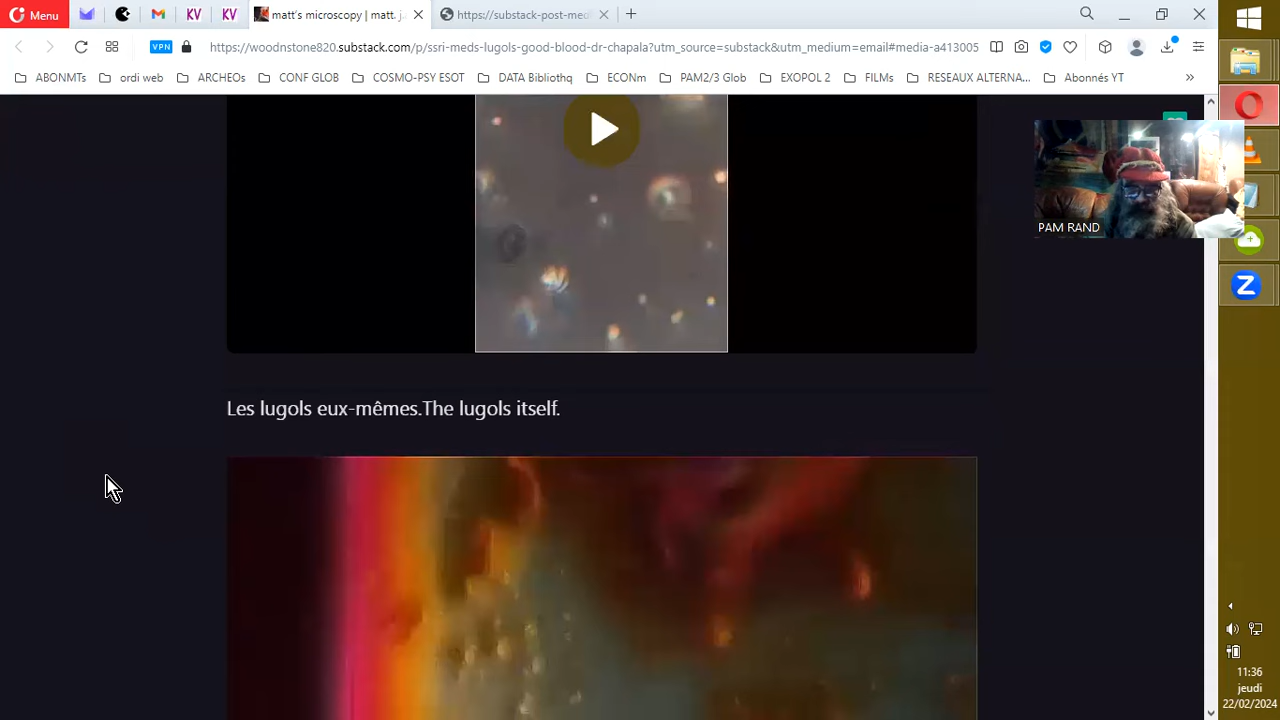 Menu
matt's microscopy | matt. j
https://substack-post-med
VPN
https://woodnstone820.substack.com/p/ssri-meds-lugols-good-blood-dr-chapala?utm_source=substack&utm_medium=email#media-a413005
ABONMTs
ordi web
ARCHEOs
CONF GLOB
COSMO-PSY ESOT
DATA Bibliothq
ECONm
PAM2/3 Glob
EXOPOL 2
FILMs
RESEAUX/ALTERNA...
Abonnés YT
»
PAM RAND
Les lugols eux-mêmes.The lugols itself.
11:36
jeudi
22/02/2024